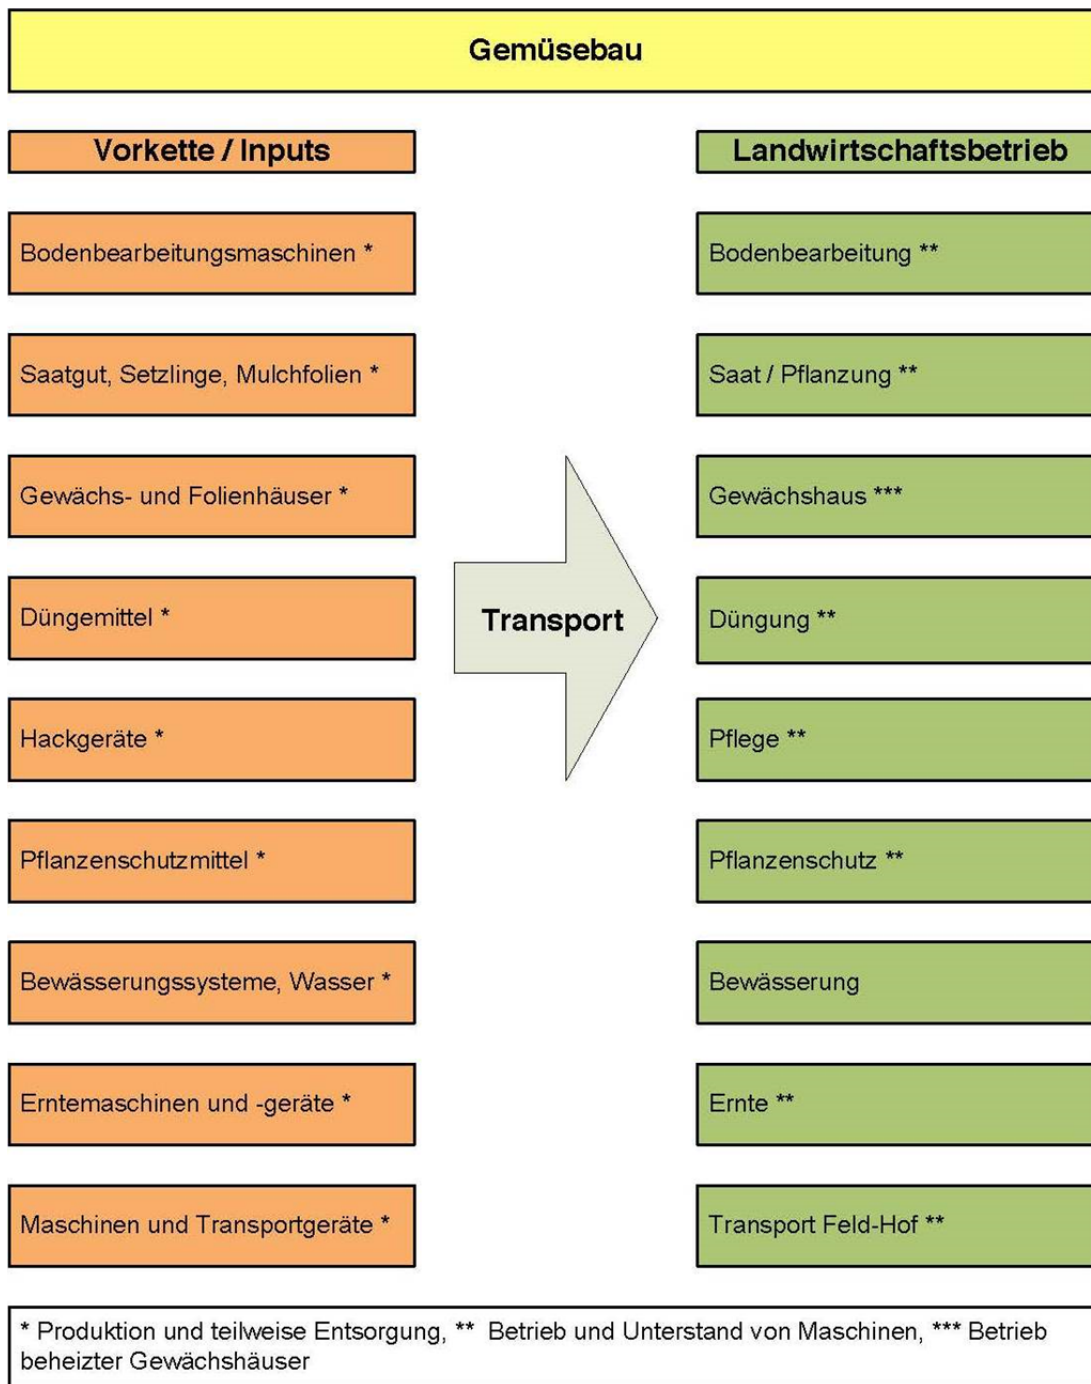 Gemüsebau
Vorkette / Inputs
Landwirtschaftsbetrieb
Bodenbearbeitungsmaschinen *
Bodenbearbeitung **
Saatgut, Setzlinge, Mulchfolien *
Saat / Pflanzung **
Gewächs- und Folienhäuser *
Gewächshaus ***
Düngemittel *
Transport
Düngung **
Hackgeräte *
Pflege **
Pflanzenschutzmittel *
Pflanzenschutz **
Bewässerungssysteme, Wasser *
Bewässerung
Erntemaschinen und -geräte *
Ernte **
Maschinen und Transportgeräte *
Transport Feld-Hof **
* Produktion und teilweise Entsorgung, ** Betrieb und Unterstand von Maschinen, *** Betrieb
beheizter Gewächshäuser